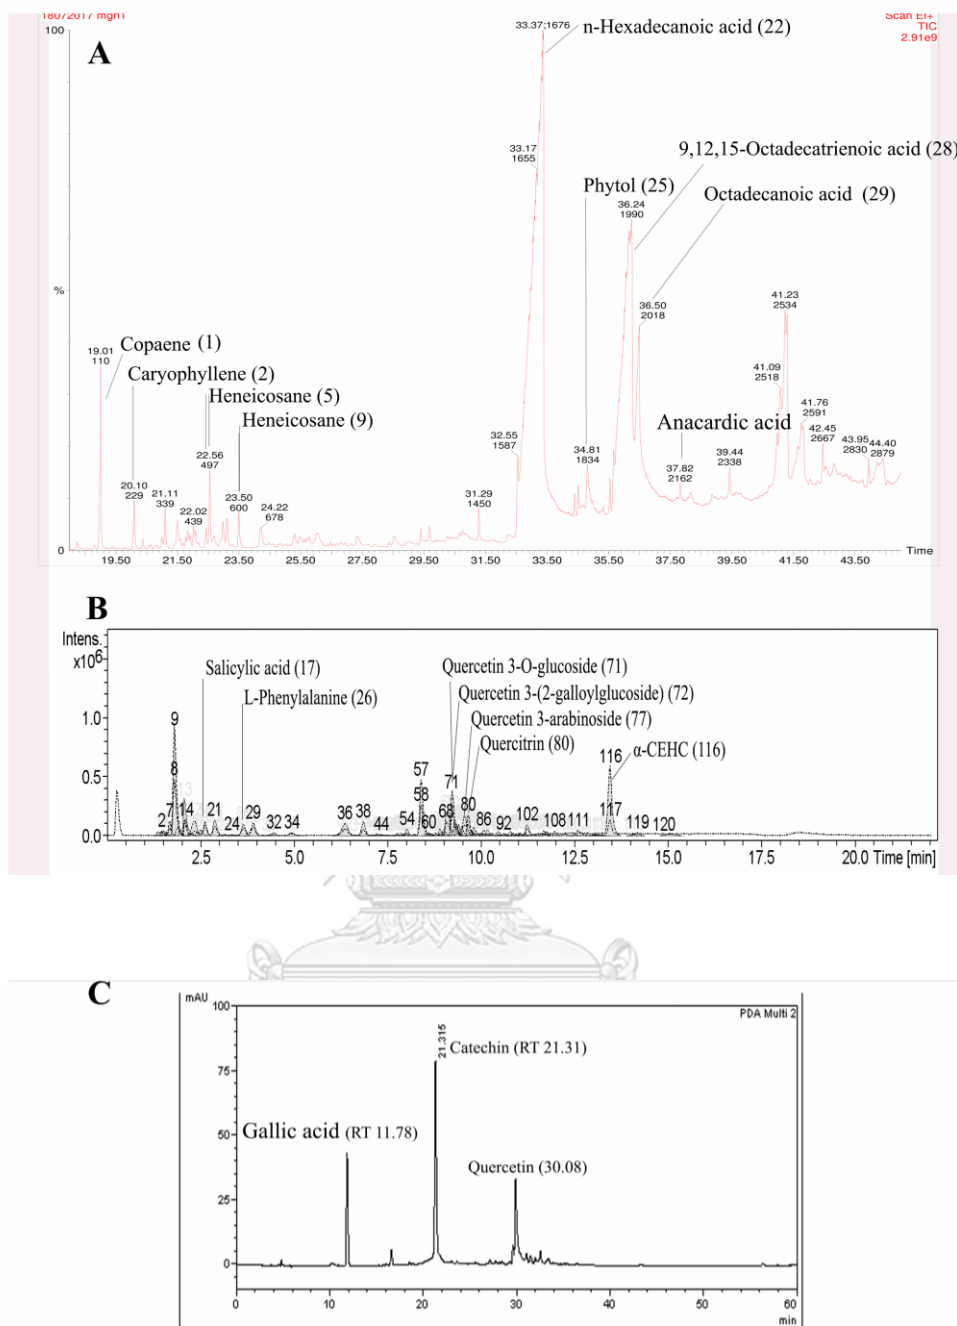 18072017 mgn1
Scan EI+
TIC
2.91e9
A
100
%
0
33.37;1676
n-Hexadecanoic acid (22)
33.17
1655
9,12,15-Octadecatrienoic acid (28)
Phytol (25)
36.24
1990
Octadecanoic acid (29)
36.50
2018
41.23
2534
19.01
110
Copaene (1)
Caryophyllene (2)
Heneicosane (5)
Heneicosane (9)
41.09
2518
41.76
2591
Anacardic acid
32.55
1587
34.81
1834
22.56
497
42.45
2667
39.44
2338
37.82
2162
43.95
2830
44.40
2879
20.10
229
21.11
339
22.02
439
23.50
600
24.22
678
31.29
1450
Time
19.50 21.50 23.50 25.50 27.50 29.50 31.50 33.50 35.50 37.50 39.50 41.50 43.50
B
Intens.
x10⁶
1.0
0.5
0.0
Salicylic acid (17)
L-Phenylalanine (26)
Quercetin 3-O-glucoside (71)
Quercetin 3-(2-galloylglucoside) (72)
Quercetin 3-arabinoside (77)
Quercitrin (80)
α-CEHC (116)
9 8 2 7 14 21 24 29 32 34 36 38 44 54 57 58 60 68 71 80 86 92 102 108 111 116 117 119 120
2.5 5.0 7.5 10.0 12.5 15.0 17.5 20.0 Time [min]
C
mAU
100
75
50
25
0
PDA Multi 2
21.315
Catechin (RT 21.31)
Gallic acid (RT 11.78)
Quercetin (30.08)
0 10 20 30 40 50 60
min